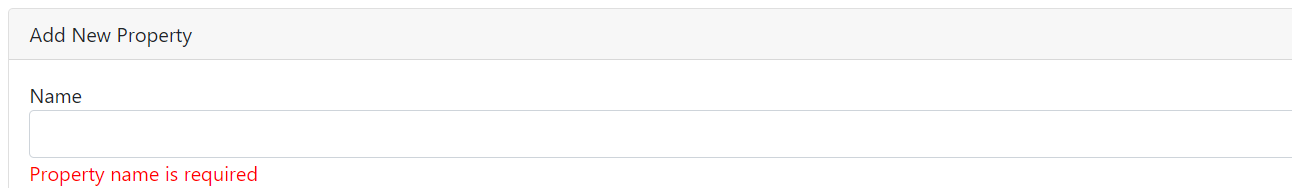 Add New Property
Name
Property name is required